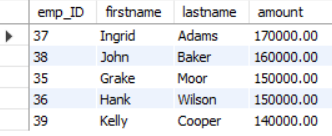 emp_ID firstname lastname amount
37 Ingrid Adams 170000.00
38 John Baker 160000.00
35 Grake Moor 150000.00
36 Hank Wilson 150000.00
39 Kelly Cooper 140000.00